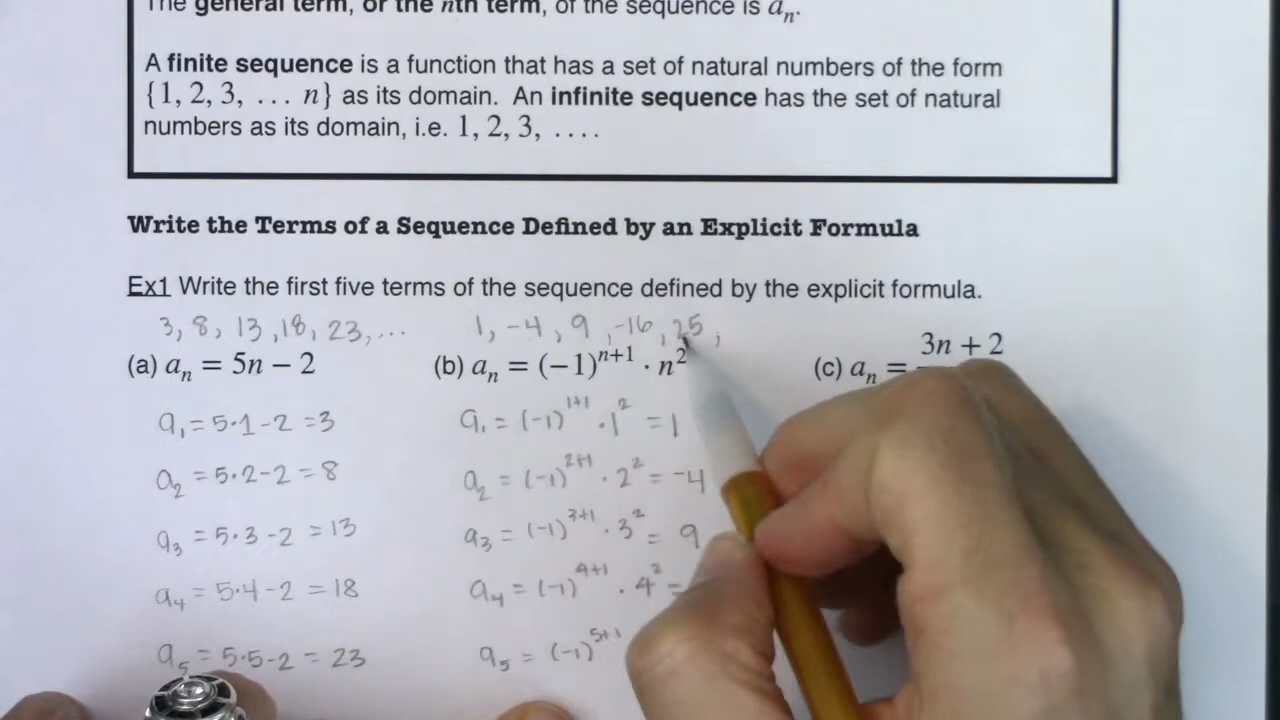 The general term, or the nth term, of the sequence is aₙ.
A finite sequence is a function that has a set of natural numbers of the form
{1, 2, 3, … n} as its domain. An infinite sequence has the set of natural
numbers as its domain, i.e. 1, 2, 3, ….
Write the Terms of a Sequence Defined by an Explicit Formula
Ex1 Write the first five terms of the sequence defined by the explicit formula.
3, 8, 13, 18, 23, ...
(a) aₙ = 5n − 2
a₁ = 5·1 - 2 = 3
a₂ = 5·2 - 2 = 8
a₃ = 5·3 - 2 = 13
a₄ = 5·4 - 2 = 18
a₅ = 5·5 - 2 = 23
1, -4, 9, -16, 25,
(b) aₙ = (−1)ⁿ⁺¹ · n²
a₁ = (-1)¹⁺¹ · 1² = 1
a₂ = (-1)²⁺¹ · 2² = -4
a₃ = (-1)³⁺¹ · 3² = 9
a₄ = (-1)⁴⁺¹ · 4² =
a₅ = (-1)⁵⁺¹
(c) aₙ = 3n + 2